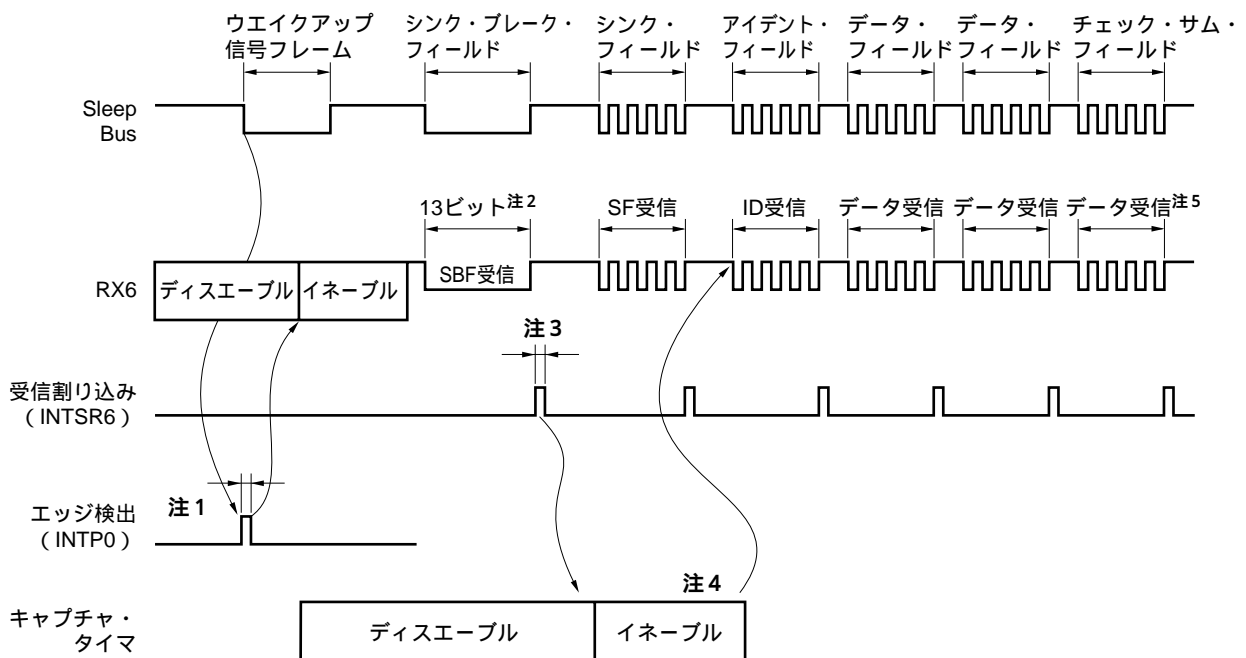 ウエイクアップ
信号フレーム
シンク・ブレーク・
フィールド
シンク・
フィールド
アイデント・
フィールド
データ・
フィールド
データ・
フィールド
チェック・サム・
フィールド
Sleep
Bus
13ビット注2
SF受信
ID受信
データ受信
データ受信
データ受信注5
RX6
ディスエーブル
イネーブル
SBF受信
注3
受信割り込み
（INTSR6）
注1
エッジ検出
（INTP0）
注4
キャプチャ・
タイマ
ディスエーブル
イネーブル